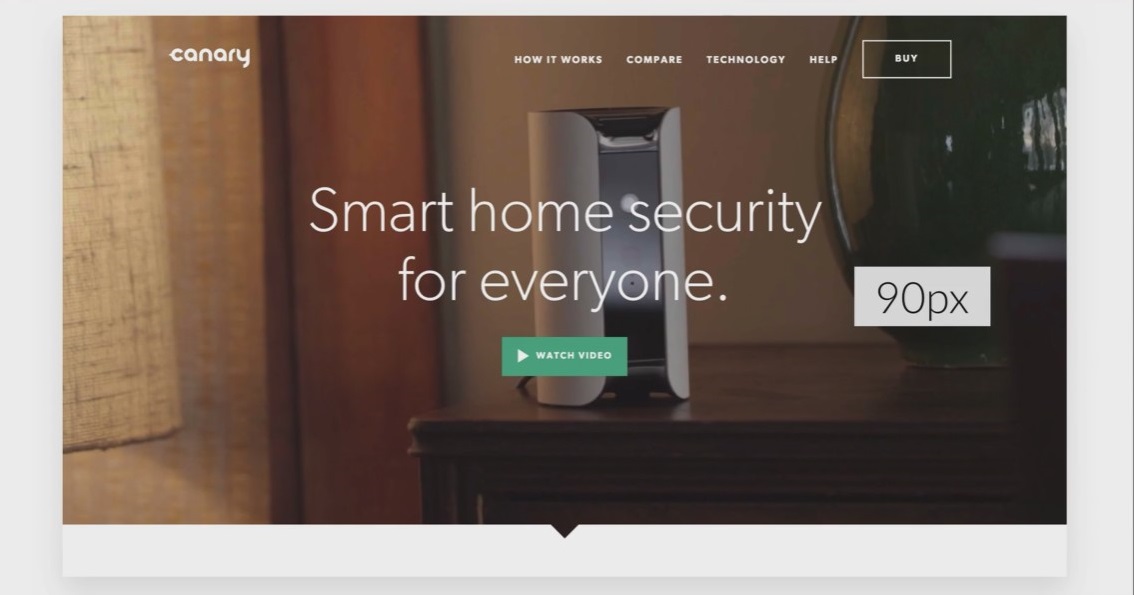 canary
HOW IT WORKS COMPARE TECHNOLOGY HELP BUY
Smart home security
for everyone.
90px
WATCH VIDEO